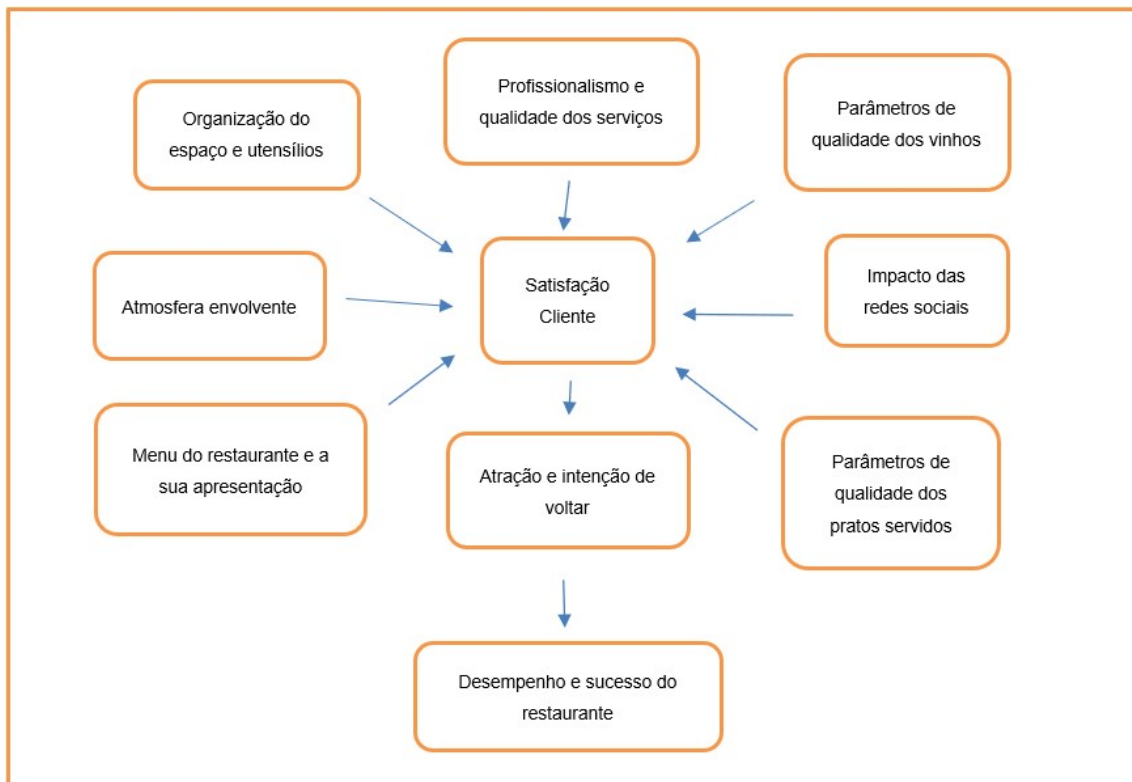 Profissionalismo e
qualidade dos serviços
Organização do
espaço e utensílios
Parâmetros de
qualidade dos vinhos
Atmosfera envolvente
Satisfação
Cliente
Impacto das
redes sociais
Menu do restaurante e a
sua apresentação
Atração e intenção de
voltar
Parâmetros de
qualidade dos
pratos servidos
Desempenho e sucesso do
restaurante